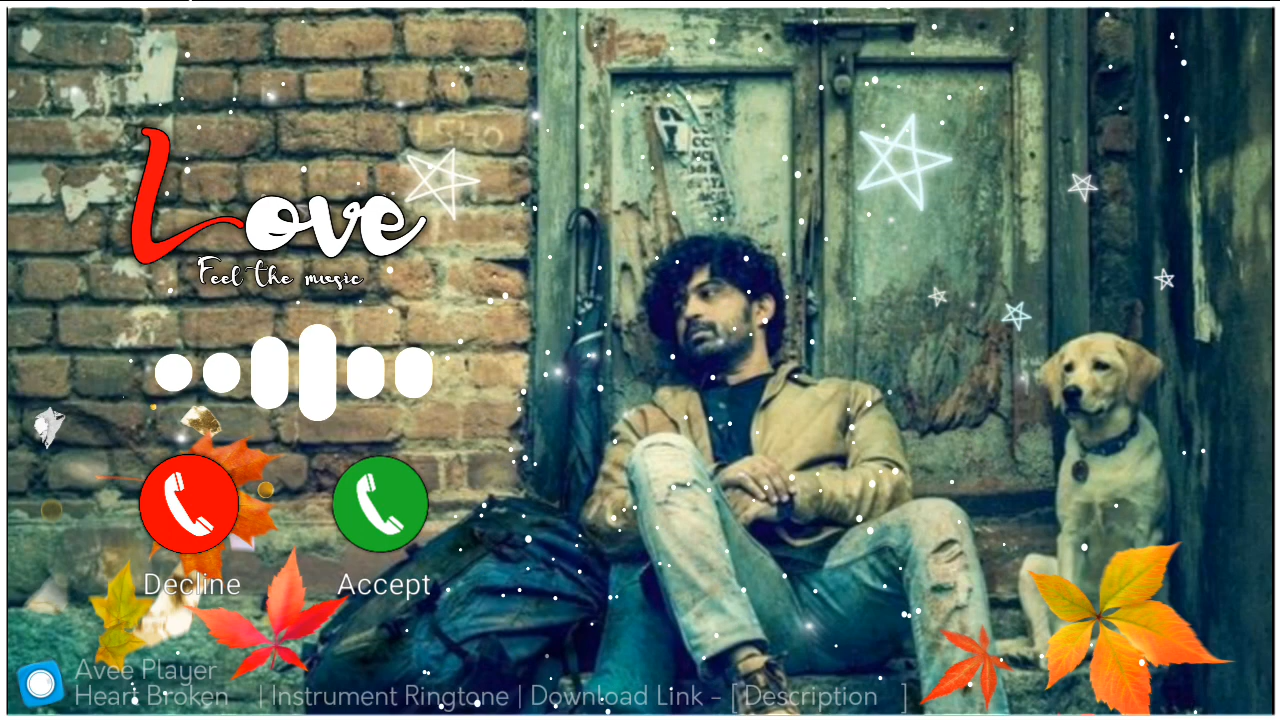 Love
Feel the music
Decline
Accept
Avee Player
Heart Broken | Instrument Ringtone | Download Link - [ Description ]